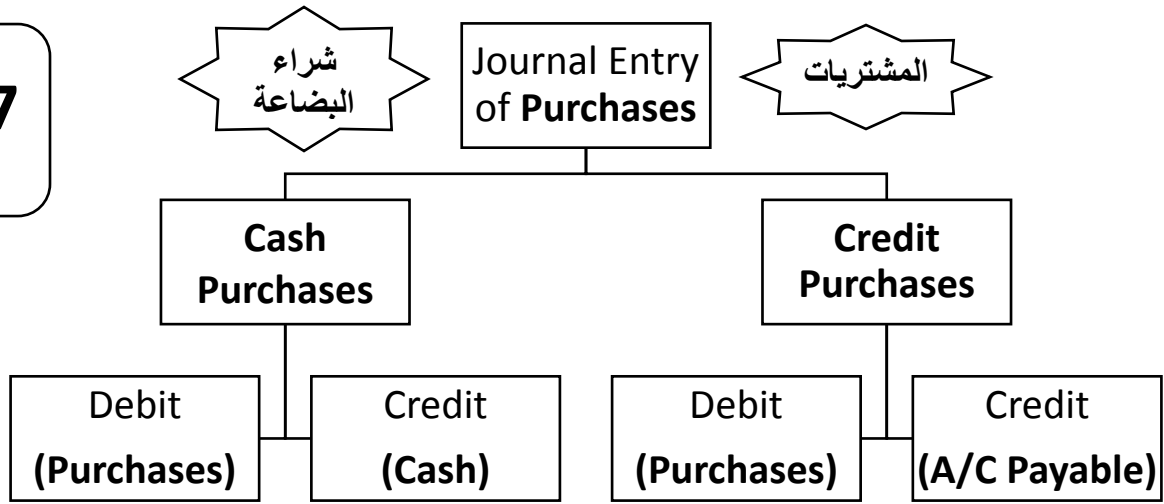 7
شراء
البضاعة
Journal Entry
of Purchases
المشتريات
Cash
Purchases
Credit
Purchases
Debit
(Purchases)
Credit
(Cash)
Debit
(Purchases)
Credit
(A/C Payable)